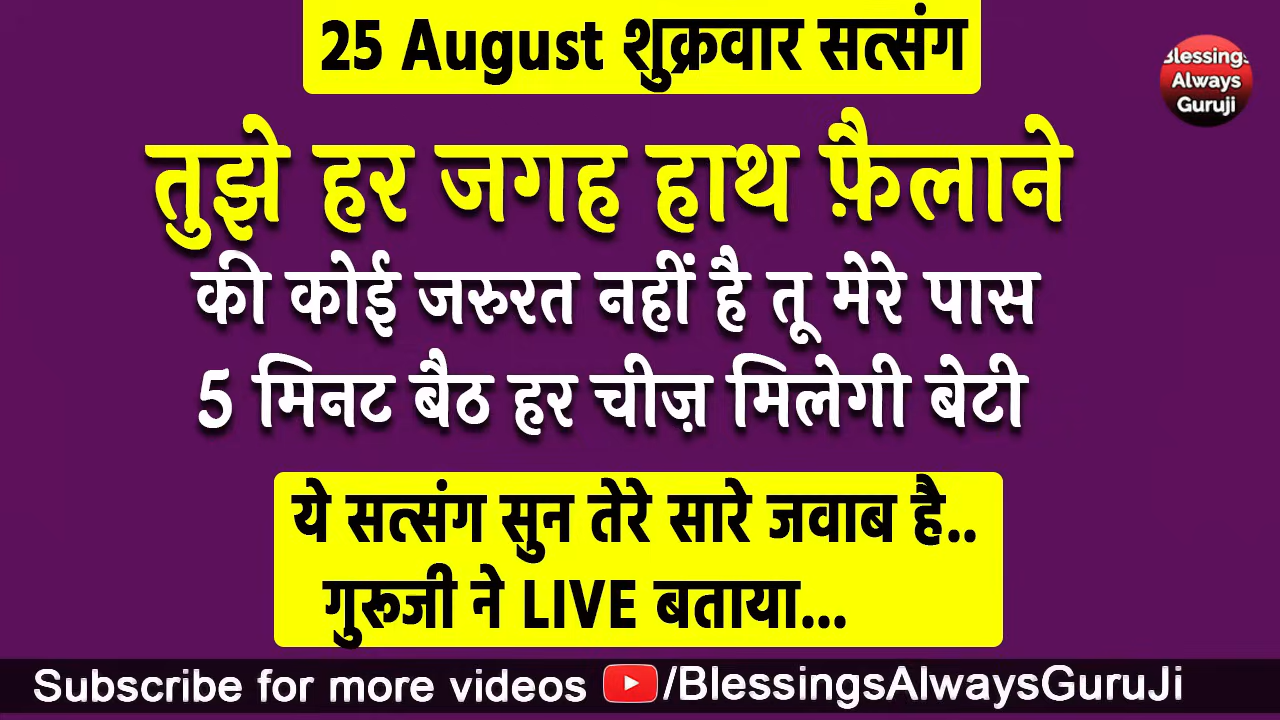 25 August शुक्रवार सत्संग
Blessings
Always
Guruji
तुझे हर जगह हाथ फ़ैलाने
की कोई जरुरत नहीं है तू मेरे पास
5 मिनट बैठ हर चीज़ मिलेगी बेटी
ये सत्संग सुन तेरे सारे जवाब है..
गुरूजी ने LIVE बताया...
Subscribe for more videos /BlessingsAlwaysGuruJi